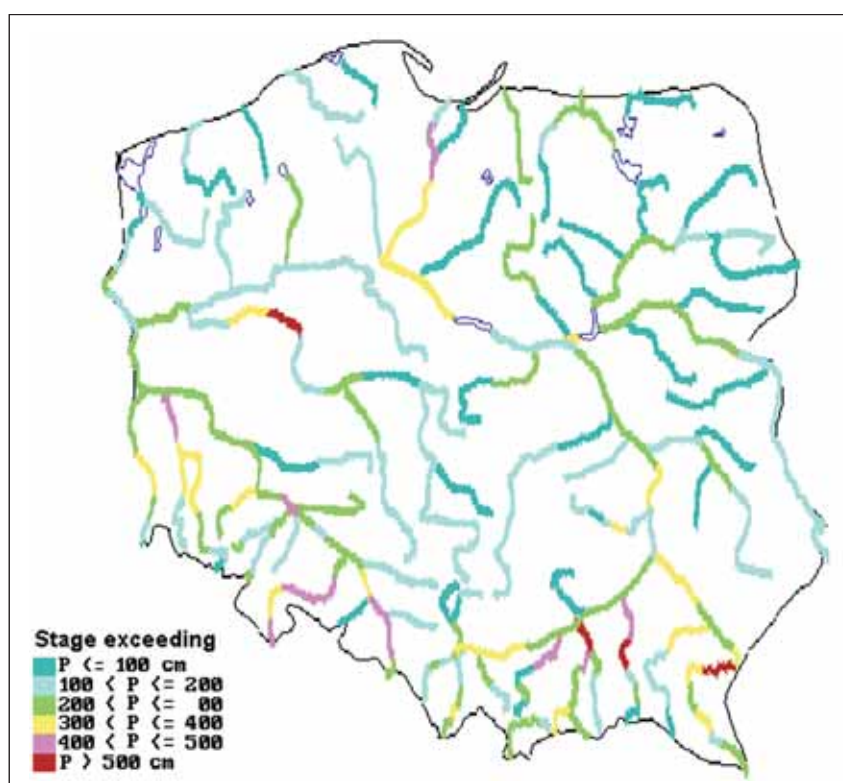 Stage exceeding
P <= 100 cm
100 < P <= 200
200 < P <= 00
300 < P <= 400
400 < P <= 500
P > 500 cm